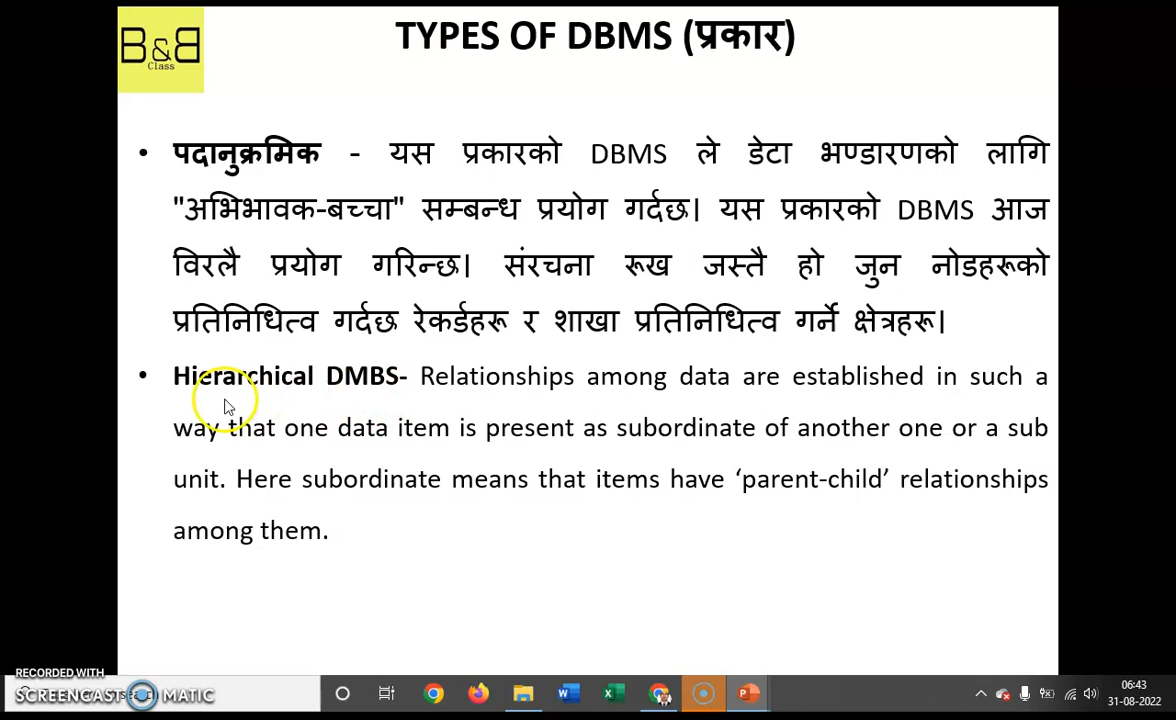 B&B
Class
TYPES OF DBMS (प्रकार)
• पदानुक्रमिक - यस प्रकारको DBMS ले डेटा भण्डारणको लागि
"अभिभावक-बच्चा" सम्बन्ध प्रयोग गर्दछ। यस प्रकारको DBMS आज
विरलै प्रयोग गरिन्छ। संरचना रूख जस्तै हो जुन नोडहरूको
प्रतिनिधित्व गर्दछ रेकर्डहरू र शाखा प्रतिनिधित्व गर्ने क्षेत्रहरू।
• Hierarchical DMBS- Relationships among data are established in such a
way that one data item is present as subordinate of another one or a sub
unit. Here subordinate means that items have ‘parent-child’ relationships
among them.
RECORDED WITH
SCREENCAST MATIC
06:43
31-08-2022